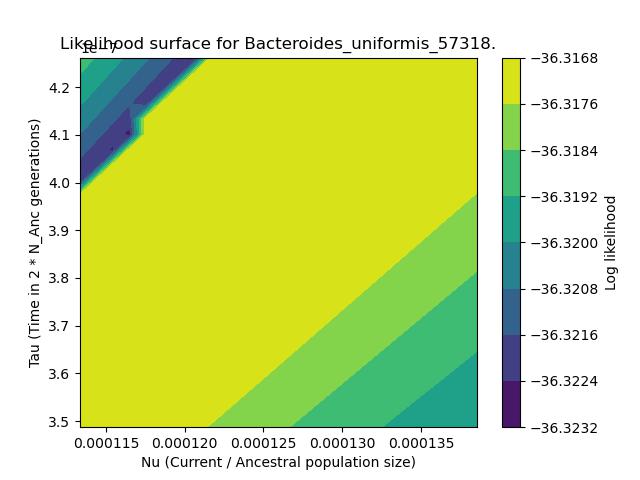 Likelihood surface for Bacteroides_uniformis_57318.
1e−7
4.2
4.1
4.0
3.9
3.8
3.7
3.6
3.5
Tau (Time in 2 * N_Anc generations)
0.000115 0.000120 0.000125 0.000130 0.000135
Nu (Current / Ancestral population size)
−36.3168
−36.3176
−36.3184
−36.3192
−36.3200
−36.3208
−36.3216
−36.3224
−36.3232
Log likelihood